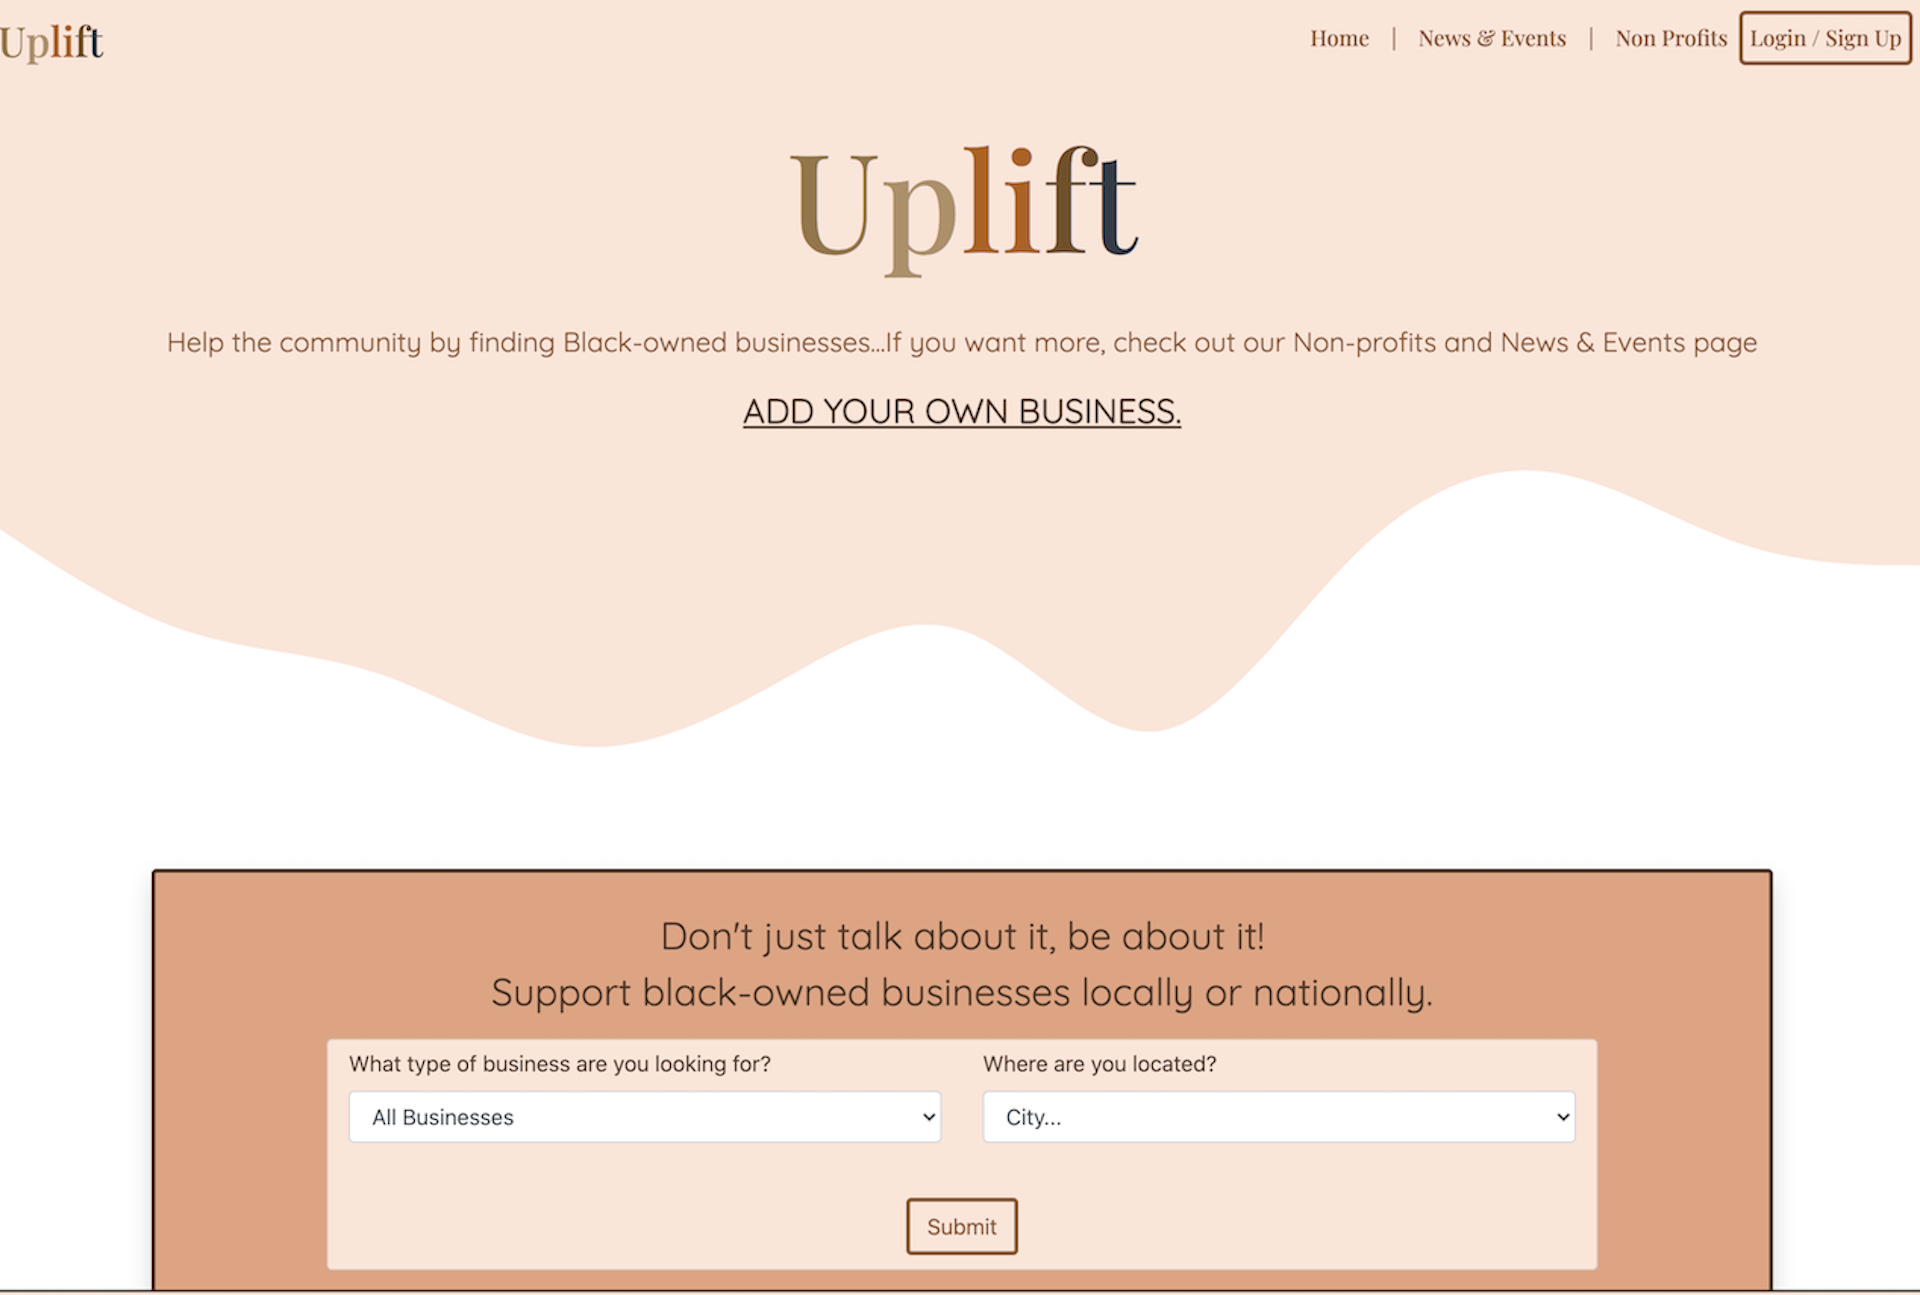 Uplift
Home | News & Events | Non Profits Login / Sign Up
Uplift
Help the community by finding Black-owned businesses...If you want more, check out our Non-profits and News & Events page
ADD YOUR OWN BUSINESS.
Don't just talk about it, be about it!
Support black-owned businesses locally or nationally.
What type of business are you looking for? Where are you located?
All Businesses City...
Submit